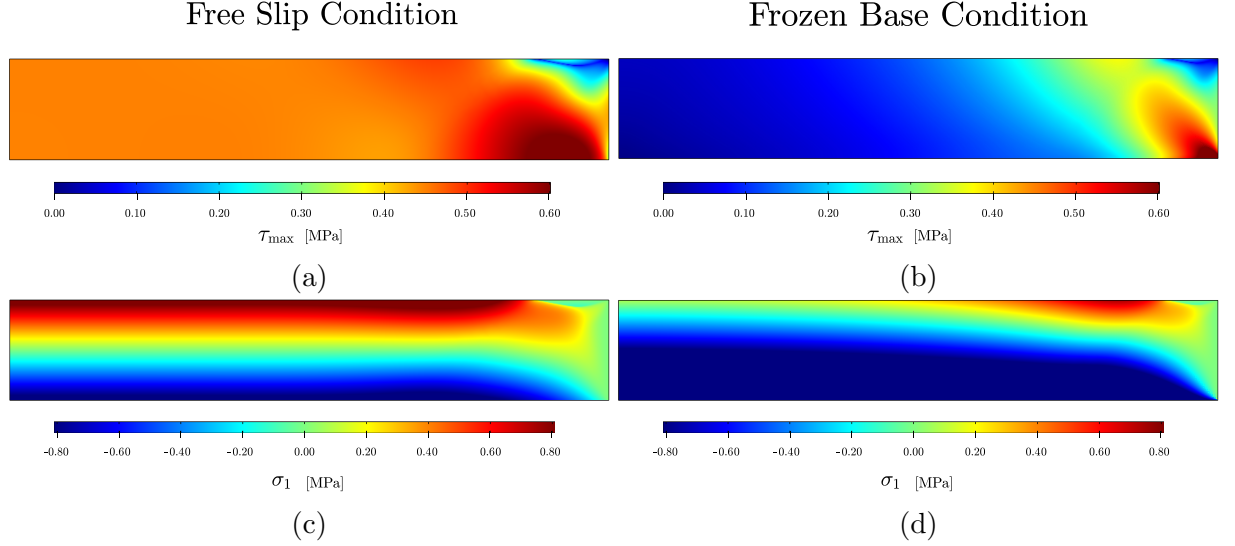 Free Slip Condition
Frozen Base Condition
0.00 0.10 0.20 0.30 0.40 0.50 0.60
τmax [MPa]
(a)
0.00 0.10 0.20 0.30 0.40 0.50 0.60
τmax [MPa]
(b)
-0.80 -0.60 -0.40 -0.20 0.00 0.20 0.40 0.60 0.80
σ1 [MPa]
(c)
-0.80 -0.60 -0.40 -0.20 0.00 0.20 0.40 0.60 0.80
σ1 [MPa]
(d)